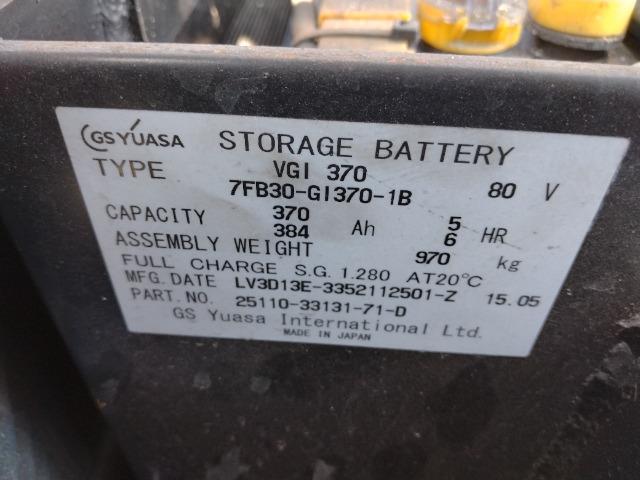 GS YUASA STORAGE BATTERY
TYPE VGI 370
7FB30-GI370-1B 80 V
CAPACITY 370 Ah 5 HR
384 6
ASSEMBLY WEIGHT 970 kg
FULL CHARGE S.G. 1.280 AT20℃
MFG. DATE LV3D13E-3352112501-Z 15.05
PART. NO. 25110-33131-71-D
GS Yuasa International Ltd.
MADE IN JAPAN